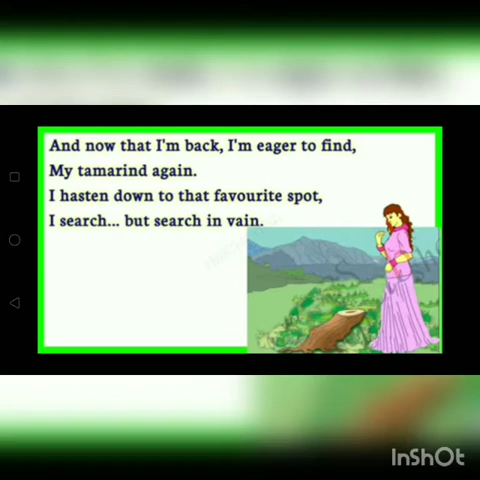 And now that I'm back, I'm eager to find,
My tamarind again.
I hasten down to that favourite spot,
I search... but search in vain.
InShOt